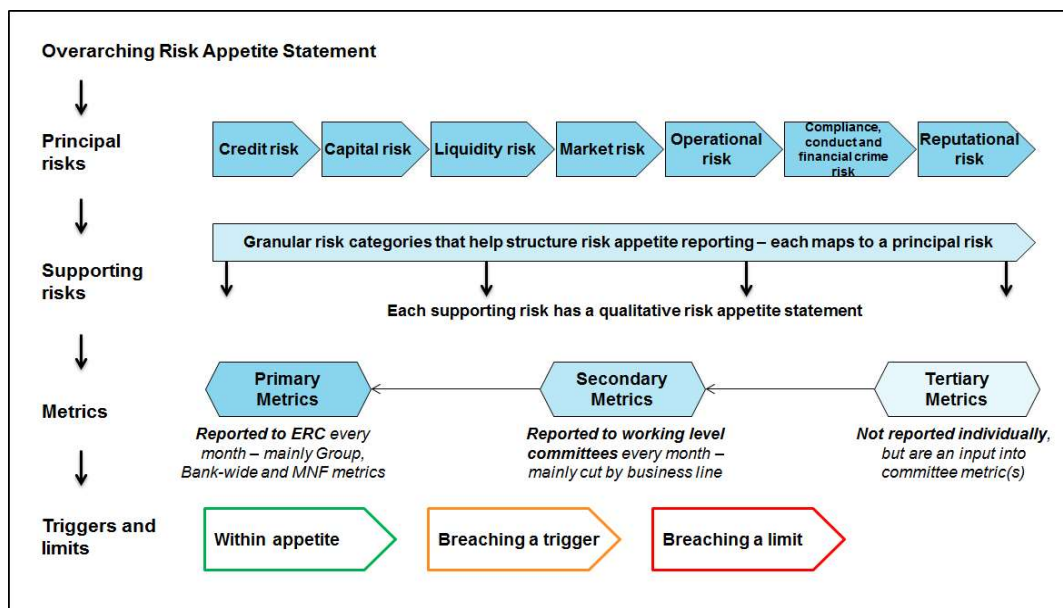 Overarching Risk Appetite Statement
Principal
risks
Credit risk
Capital risk
Liquidity risk
Market risk
Operational
risk
Compliance,
conduct and
financial crime
risk
Reputational
risk
Supporting
risks
Granular risk categories that help structure risk appetite reporting – each maps to a principal risk
Each supporting risk has a qualitative risk appetite statement
Metrics
Primary
Metrics
Reported to ERC every
month – mainly Group,
Bank-wide and MNF metrics
Secondary
Metrics
Reported to working level
committees every month –
mainly cut by business line
Tertiary
Metrics
Not reported individually,
but are an input into
committee metric(s)
Triggers and
limits
Within appetite
Breaching a trigger
Breaching a limit